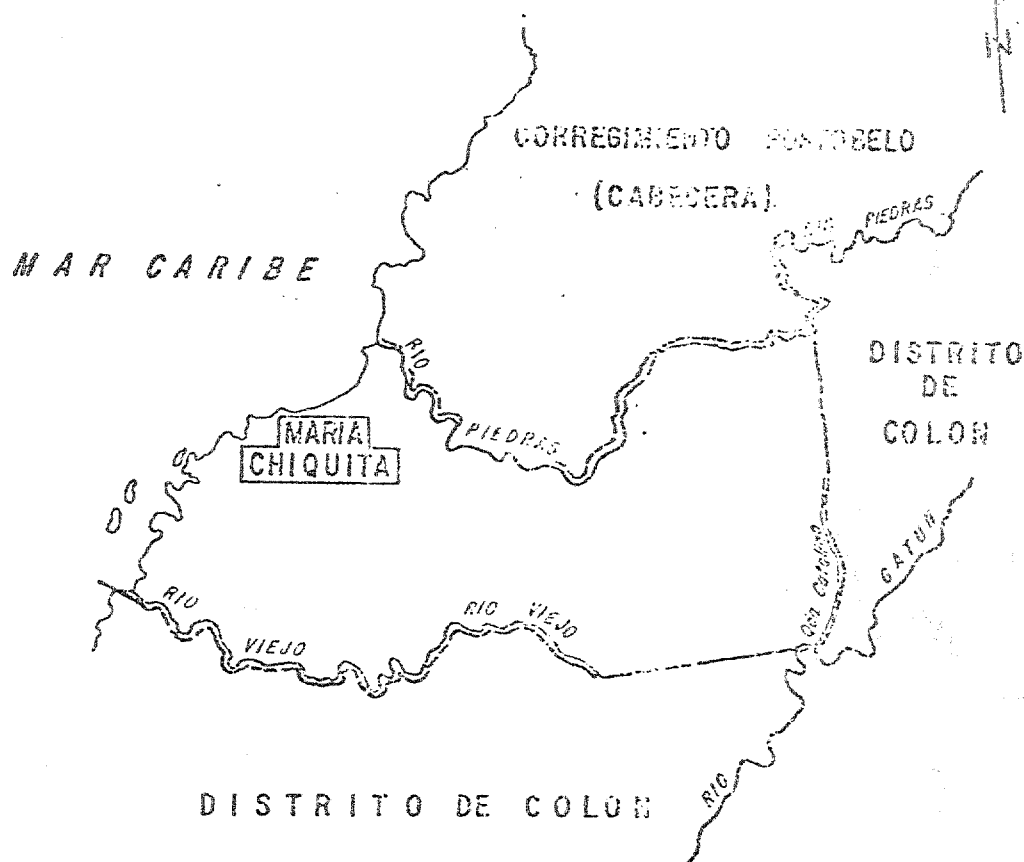 N
CORREGIMIENTO PORTOBELO
(CABECERA)
RIO PIEDRAS
MAR CARIBE
DISTRITO
DE
COLON
RIO
PIEDRAS
MARIA
CHIQUITA
GATUN
RIO
VIEJO
RIO VIEJO
RIO
DISTRITO DE COLON